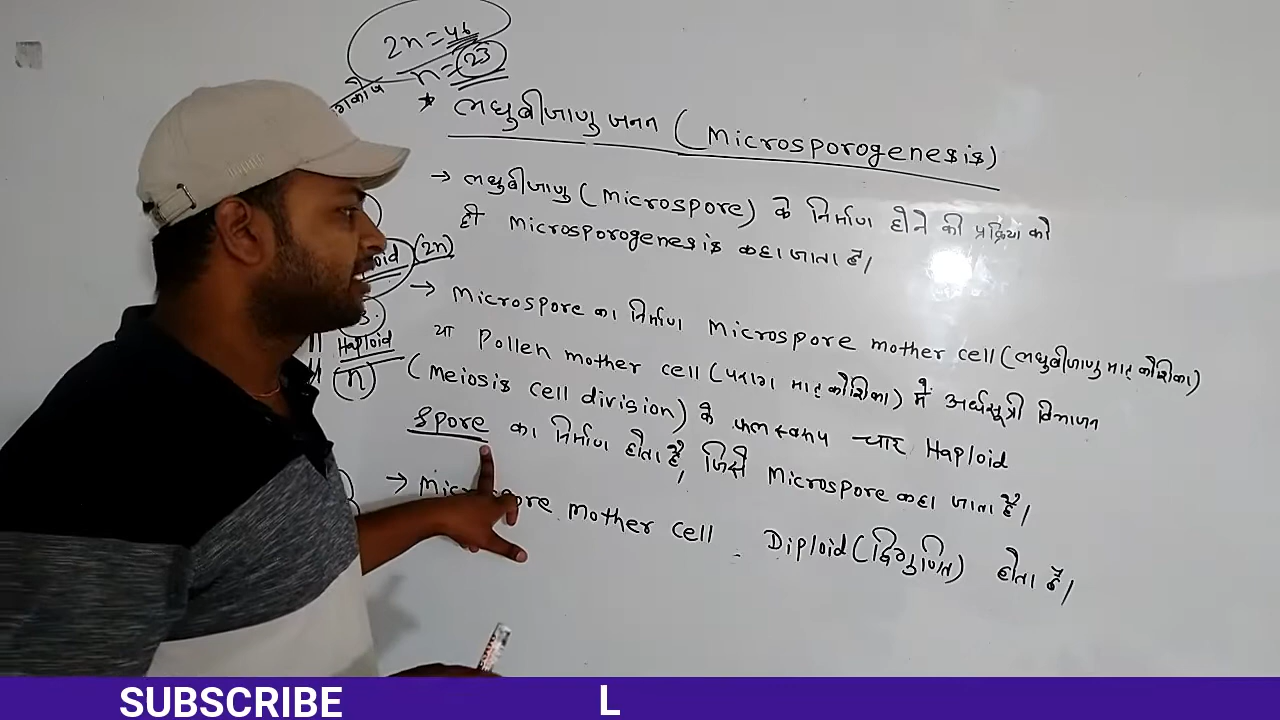 2n=46
n=23
* लघुबीजाणु जनन (Microsporogenesis)
→ लघुबीजाणु (Microspore) के निर्माण होने की प्रक्रिया को
ही Microsporogenesis कहा जाता है।
(2n)
→ Microspore का निर्माण Microspore mother cell (लघुबीजाणु मातृ कोशिका)
या Pollen mother cell (पराग मातृ कोशिका) में अर्धसूत्री विभाजन
Haploid
(n)
(Meiosis cell division) के फलस्वरूप चार Haploid
Spore का निर्माण होता है, जिसे Microspore कहा जाता है।
→ Microspore Mother cell Diploid (द्विगुणित) होता है।
SUBSCRIBE L